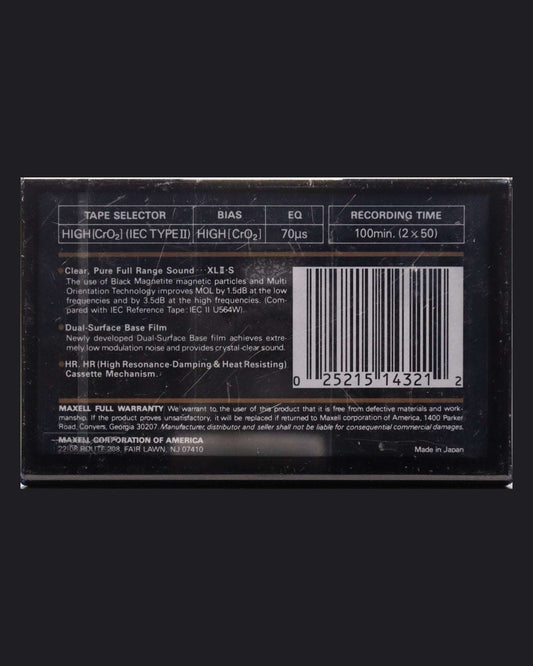 TAPE SELECTOR BIAS EQ RECORDING TIME
HIGH[CrO₂] (IEC TYPE II) HIGH[CrO₂] 70µs 100min. (2×50)
Clear, Pure Full Range Sound···XLⅡ-S
The use of Black Magnetite magnetic particles and Multi
Orientation Technology improves MOL by 1.5dB at the low
frequencies and by 3.5dB at the high frequencies. (Com-
pared with IEC Reference Tape: IEC II U564W).
Dual-Surface Base Film
Newly developed Dual-Surface Base film achieves extre-
mely low modulation noise and provides crystal-clear sound.
HR. HR (High Resonance-Damping & Heat Resisting)
Cassette Mechanism.
0 25215 14321 2
MAXELL FULL WARRANTY We warrant to the user of this product that it is free from defective materials and work-
manship. If the product proves unsatisfactory, it will be replaced if returned to Maxell corporation of America, 1400 Parker
Road, Conyers, Georgia 30207. Manufacturer, distributor and seller shall not be liable for consequential commercial damages.
MAXELL CORPORATION OF AMERICA
22-08 ROUTE 208, FAIR LAWN, NJ 07410 Made in Japan